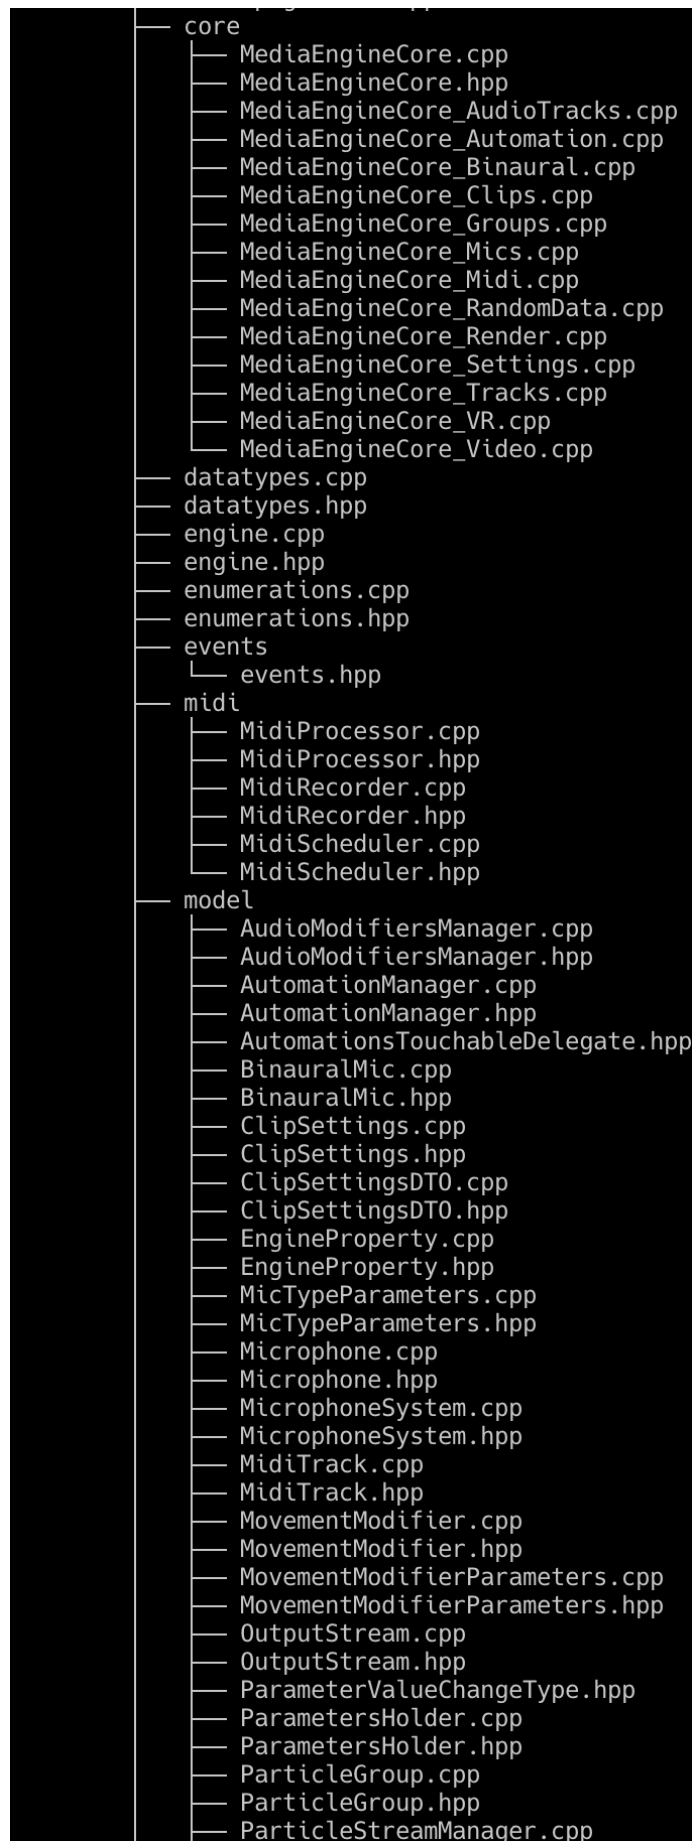 core
MediaEngineCore.cpp
MediaEngineCore.hpp
MediaEngineCore_AudioTracks.cpp
MediaEngineCore_Automation.cpp
MediaEngineCore_Binaural.cpp
MediaEngineCore_Clips.cpp
MediaEngineCore_Groups.cpp
MediaEngineCore_Mics.cpp
MediaEngineCore_Midi.cpp
MediaEngineCore_RandomData.cpp
MediaEngineCore_Render.cpp
MediaEngineCore_Settings.cpp
MediaEngineCore_Tracks.cpp
MediaEngineCore_VR.cpp
MediaEngineCore_Video.cpp
datatypes.cpp
datatypes.hpp
engine.cpp
engine.hpp
enumerations.cpp
enumerations.hpp
events
events.hpp
midi
MidiProcessor.cpp
MidiProcessor.hpp
MidiRecorder.cpp
MidiRecorder.hpp
MidiScheduler.cpp
MidiScheduler.hpp
model
AudioModifiersManager.cpp
AudioModifiersManager.hpp
AutomationManager.cpp
AutomationManager.hpp
AutomationsTouchableDelegate.hpp
BinauralMic.cpp
BinauralMic.hpp
ClipSettings.cpp
ClipSettings.hpp
ClipSettingsDTO.cpp
ClipSettingsDTO.hpp
EngineProperty.cpp
EngineProperty.hpp
MicTypeParameters.cpp
MicTypeParameters.hpp
Microphone.cpp
Microphone.hpp
MicrophoneSystem.cpp
MicrophoneSystem.hpp
MidiTrack.cpp
MidiTrack.hpp
MovementModifier.cpp
MovementModifier.hpp
MovementModifierParameters.cpp
MovementModifierParameters.hpp
OutputStream.cpp
OutputStream.hpp
ParameterValueChangeType.hpp
ParametersHolder.cpp
ParametersHolder.hpp
ParticleGroup.cpp
ParticleGroup.hpp
ParticleStreamManager.cpp